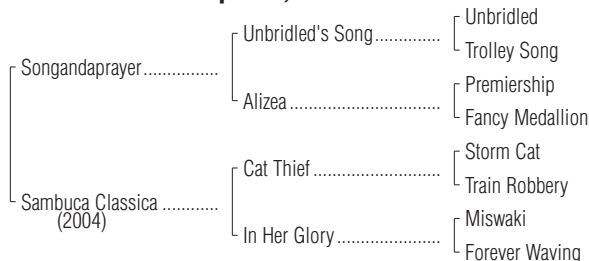 Unbridled
Unbridled's Song..............
Trolley Song
Songandaprayer................
Premiership
Alizea ................................
Fancy Medallion
Storm Cat
Cat Thief ...........................
Train Robbery
Sambuca Classica ............
(2004)
Miswaki
In Her Glory......................
Forever Waving